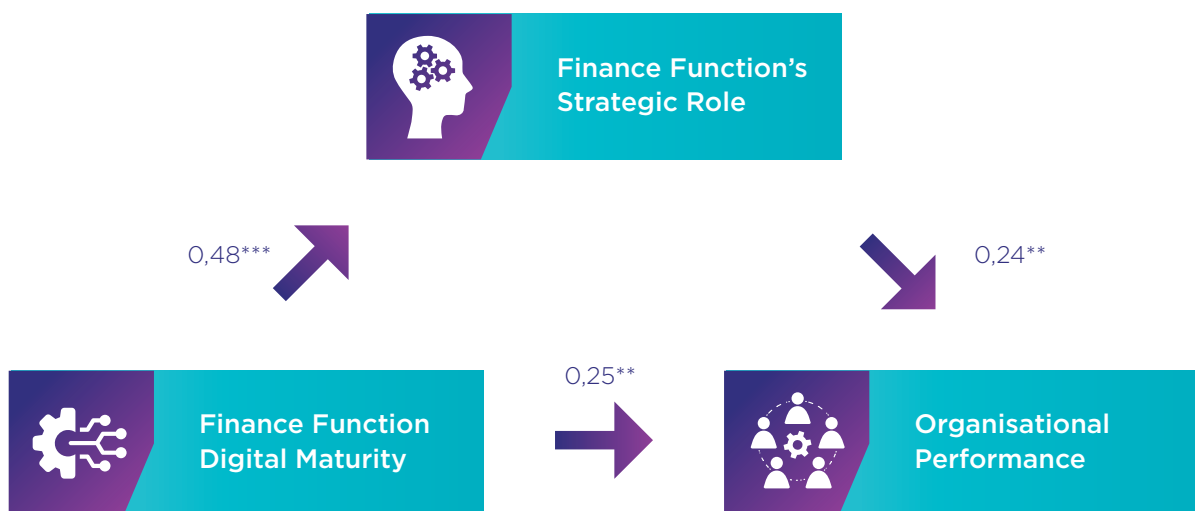 Finance Function’s
Strategic Role
0,48***
0,24**
0,25**
Finance Function
Digital Maturity
Organisational
Performance